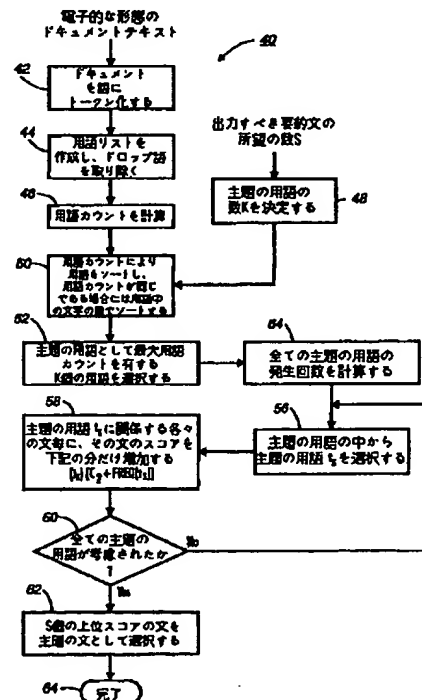 電子的な形態の
ドキュメントテキスト
40
42
ドキュメント
を語に
トークン化する
44
用語リストを
作成し、ドロップ語
を取り除く
出力すべき要約文の
所望の数S
46
用語カウントを計算
主題の用語の
数Kを決定する
48
50
用語カウントにより
用語をソートし、
用語カウントが同じ
である場合には用語中
の文字の数でソートする
52
主題の用語として最大用語
カウントを有する
K個の用語を選択する
54
全ての主題の用語の
発生回数を計算する
58
主題の用語 tsに関係する各々
の文毎に、その文のスコアを
下記の分だけ増加する
56
主題の用語の中から
主題の用語 tsを選択する
60
全ての主題の
用語が考慮されたか
?
No
Yes
62
S個の上位スコアの文を
主題の文として選択する
64
完了